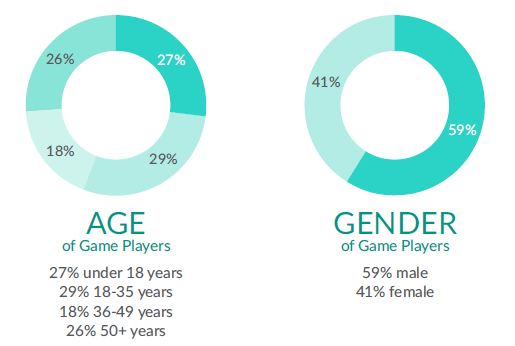 26%
27%
18%
29%
AGE
of Game Players
27% under 18 years
29% 18-35 years
18% 36-49 years
26% 50+ years
41%
59%
GENDER
of Game Players
59% male
41% female